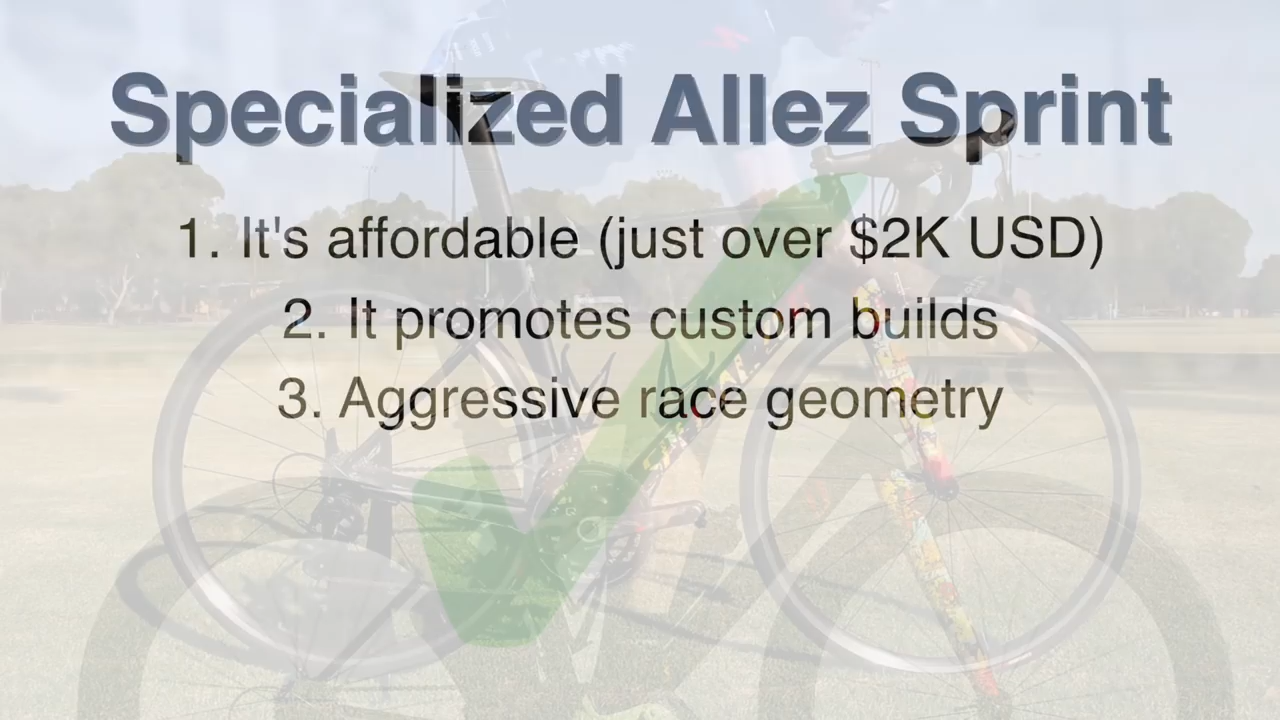 Specialized Allez Sprint
1. It's affordable (just over $2K USD)
2. It promotes custom builds
3. Aggressive race geometry